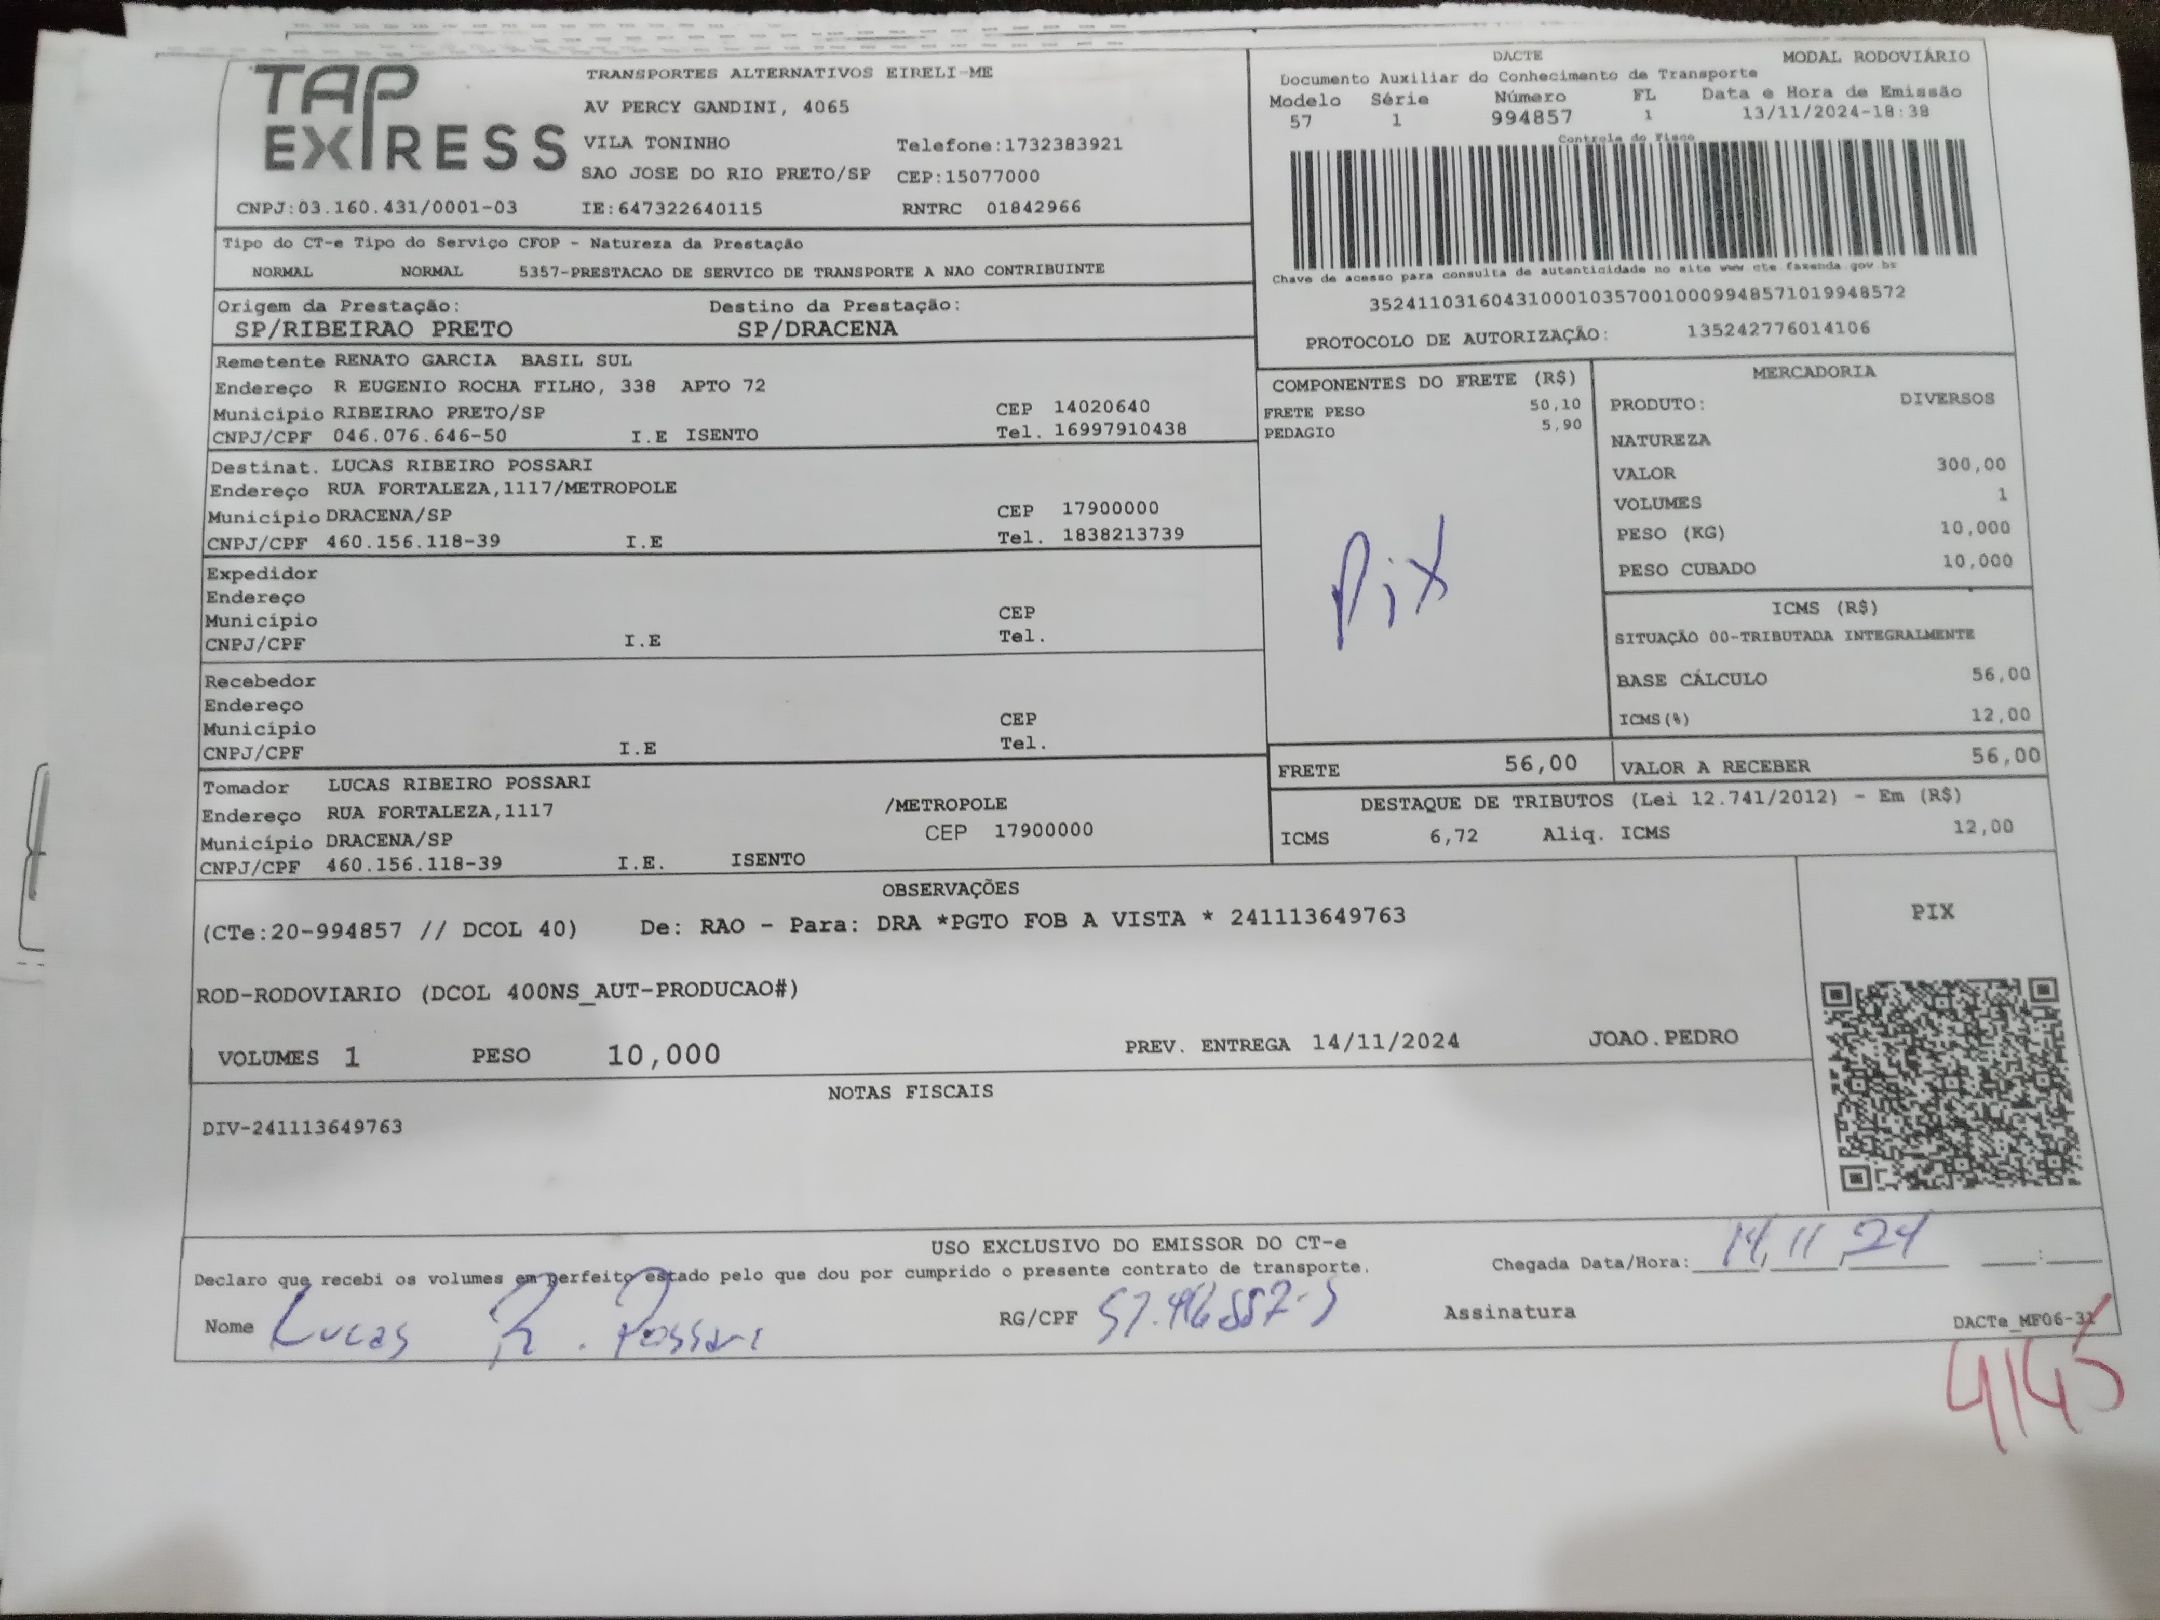 TAP EXPRESS
TRANSPORTES ALTERNATIVOS EIRELI-ME
AV PERCY GANDINI, 4065
VILA TONINHO Telefone:1732383921
SAO JOSE DO RIO PRETO/SP CEP:15077000
CNPJ:03.160.431/0001-03 IE:647322640115 RNTRC 01842966
DACTE MODAL RODOVIÁRIO
Documento Auxiliar do Conhecimento de Transporte
Modelo Série Número FL Data e Hora de Emissão
57 1 994857 1 13/11/2024-18:38
Controle do Fisco
Chave de acesso para consulta de autenticidade no site www.cte.fazenda.gov.br
35241103160431000103570010009948571019948572
PROTOCOLO DE AUTORIZAÇÃO: 135242776014106
Tipo do CT-e Tipo do Serviço CFOP - Natureza da Prestação
NORMAL NORMAL 5357-PRESTACAO DE SERVICO DE TRANSPORTE A NAO CONTRIBUINTE
Origem da Prestação: Destino da Prestação:
SP/RIBEIRAO PRETO SP/DRACENA
Remetente RENATO GARCIA BASIL SUL
Endereço R EUGENIO ROCHA FILHO, 338 APTO 72
Município RIBEIRAO PRETO/SP CEP 14020640
CNPJ/CPF 046.076.646-50 I.E ISENTO Tel. 16997910438
Destinat. LUCAS RIBEIRO POSSARI
Endereço RUA FORTALEZA,1117/METROPOLE
Município DRACENA/SP CEP 17900000
CNPJ/CPF 460.156.118-39 I.E Tel. 1838213739
Expedidor
Endereço
Município CEP
CNPJ/CPF I.E Tel.
Recebedor
Endereço
Município CEP
CNPJ/CPF I.E Tel.
Tomador LUCAS RIBEIRO POSSARI
Endereço RUA FORTALEZA,1117 /METROPOLE
Município DRACENA/SP CEP 17900000
CNPJ/CPF 460.156.118-39 I.E. ISENTO
COMPONENTES DO FRETE (R$)
FRETE PESO 50,10
PEDAGIO 5,90
Pix
MERCADORIA
PRODUTO: DIVERSOS
NATUREZA
VALOR 300,00
VOLUMES 1
PESO (KG) 10,000
PESO CUBADO 10,000
ICMS (R$)
SITUAÇÃO 00-TRIBUTADA INTEGRALMENTE
BASE CÁLCULO 56,00
ICMS(%) 12,00
FRETE 56,00 VALOR A RECEBER 56,00
DESTAQUE DE TRIBUTOS (Lei 12.741/2012) - Em (R$)
ICMS 6,72 Aliq. ICMS 12,00
OBSERVAÇÕES
(CTe:20-994857 // DCOL 40) De: RAO - Para: DRA *PGTO FOB A VISTA * 241113649763
PIX
ROD-RODOVIARIO (DCOL 400NS_AUT-PRODUCAO#)
VOLUMES 1 PESO 10,000 PREV. ENTREGA 14/11/2024 JOAO.PEDRO
NOTAS FISCAIS
DIV-241113649763
USO EXCLUSIVO DO EMISSOR DO CT-e
Declaro que recebi os volumes em perfeito estado pelo que dou por cumprido o presente contrato de transporte.
Chegada Data/Hora: 14, 11, 24 :
Nome Lucas R. Possari RG/CPF Assinatura
DACTe_MF06-31
4145